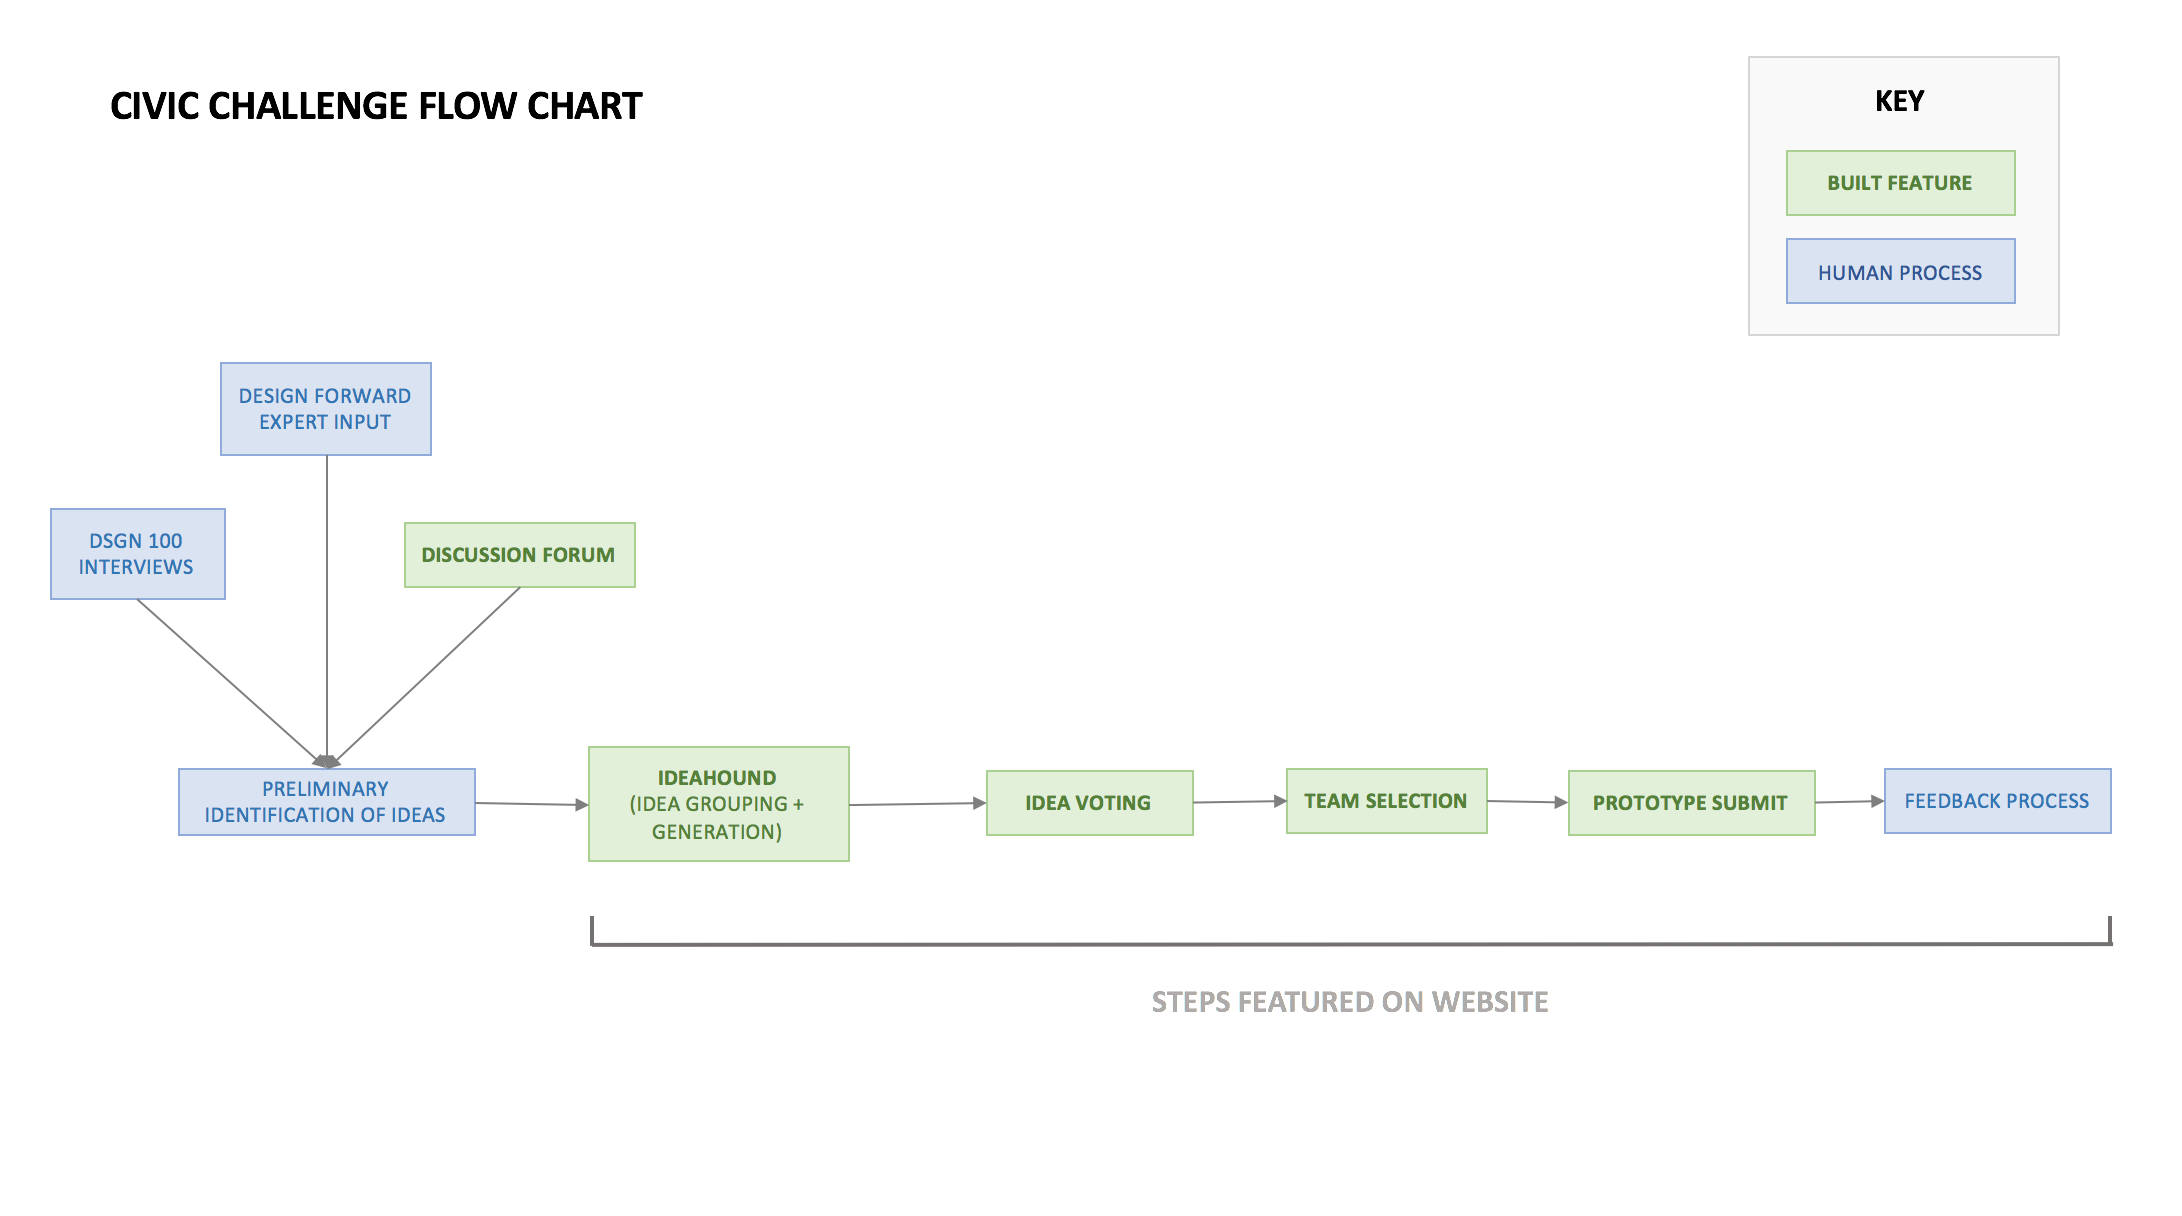 CIVIC CHALLENGE FLOW CHART
KEY
BUILT FEATURE
HUMAN PROCESS
DESIGN FORWARD
EXPERT INPUT
DSGN 100
INTERVIEWS
DISCUSSION FORUM
PRELIMINARY
IDENTIFICATION OF IDEAS
IDEAHOUND
(IDEA GROUPING +
GENERATION)
IDEA VOTING
TEAM SELECTION
PROTOTYPE SUBMIT
FEEDBACK PROCESS
STEPS FEATURED ON WEBSITE